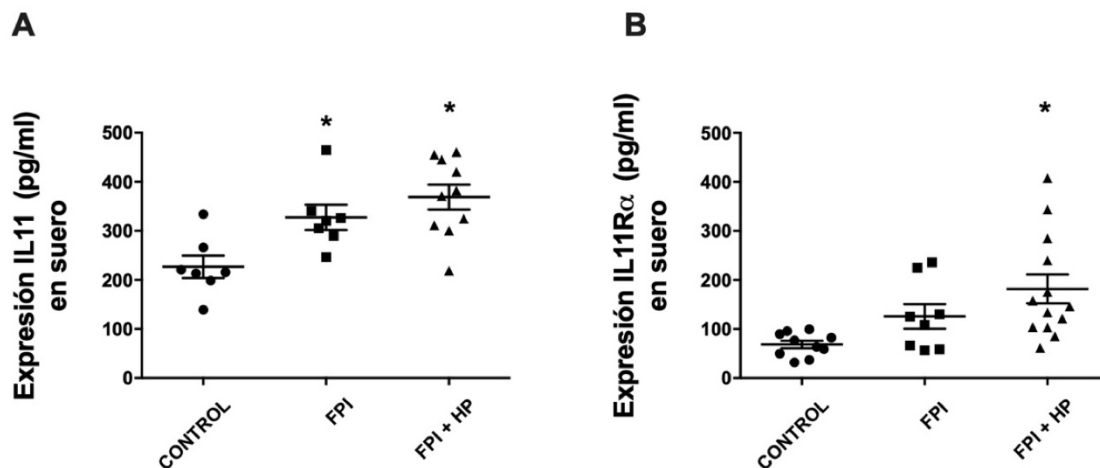 A
Expresión IL11 (pg/ml)
en suero
500
400
300
200
100
0
*
*
CONTROL
FPI
FPI + HP
B
Expresión IL11Rα (pg/ml)
en suero
500
400
300
200
100
0
*
CONTROL
FPI
FPI + HP